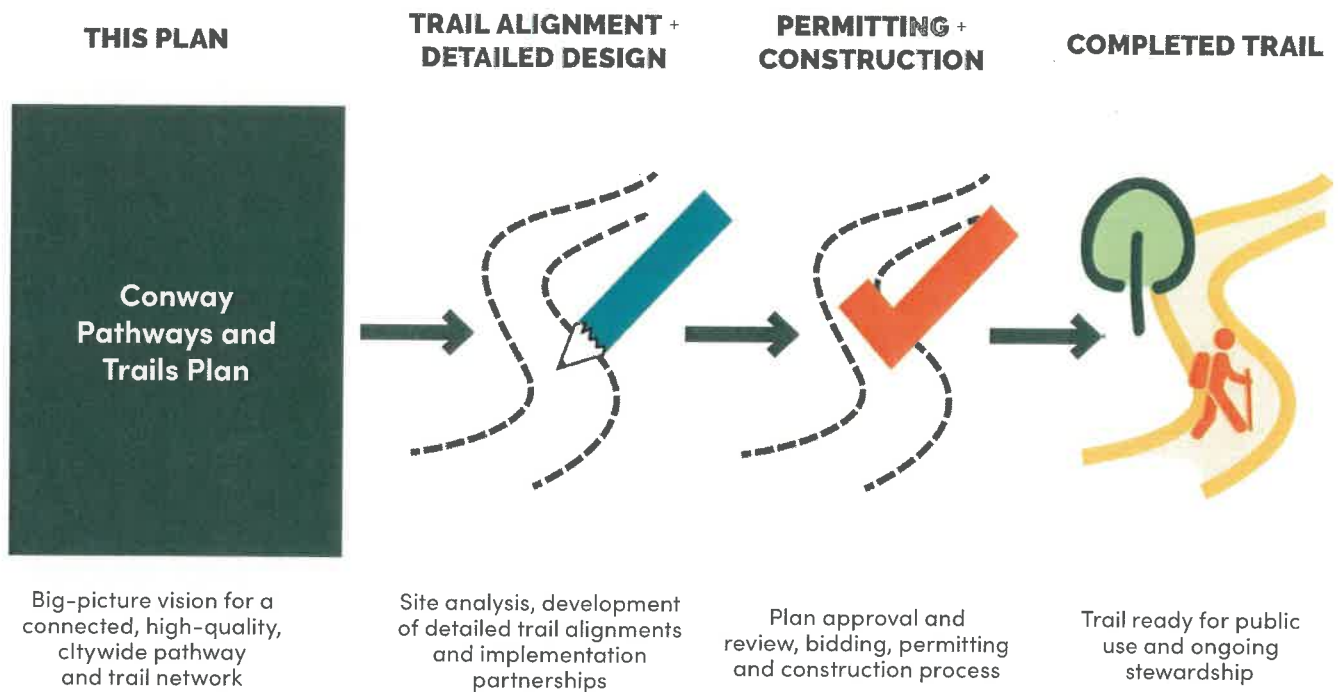 THIS PLAN
TRAIL ALIGNMENT +
DETAILED DESIGN
PERMITTING +
CONSTRUCTION
COMPLETED TRAIL
Conway
Pathways and
Trails Plan
Big-picture vision for a
connected, high-quality,
citywide pathway
and trail network
Site analysis, development
of detailed trail alignments
and implementation
partnerships
Plan approval and
review, bidding, permitting
and construction process
Trail ready for public
use and ongoing
stewardship